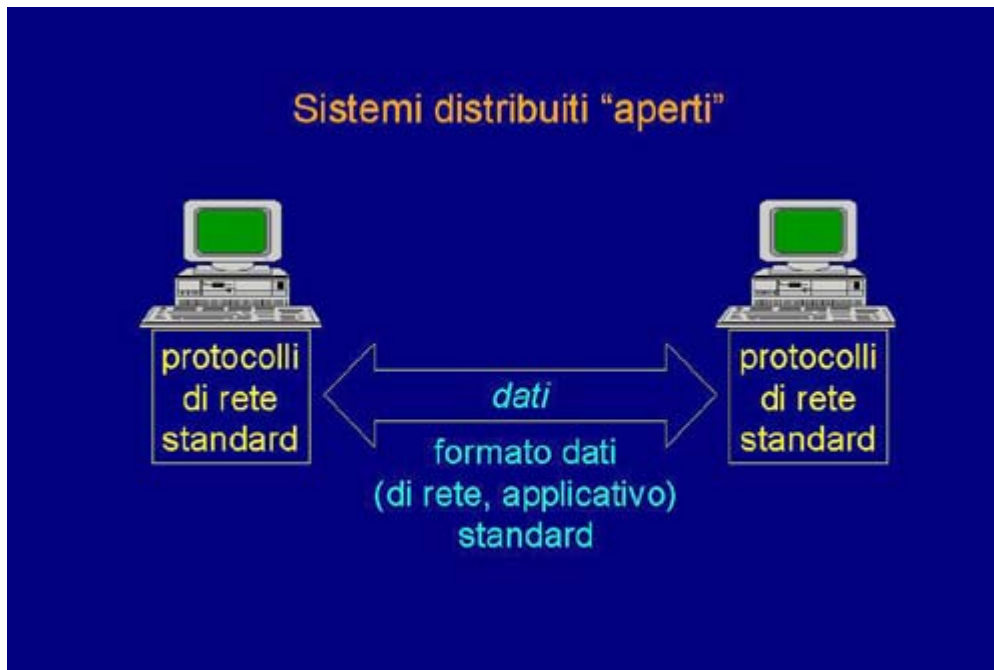 Sistemi distribuiti “aperti”
protocolli
di rete
standard
dati
formato dati
(di rete, applicativo)
standard
protocolli
di rete
standard